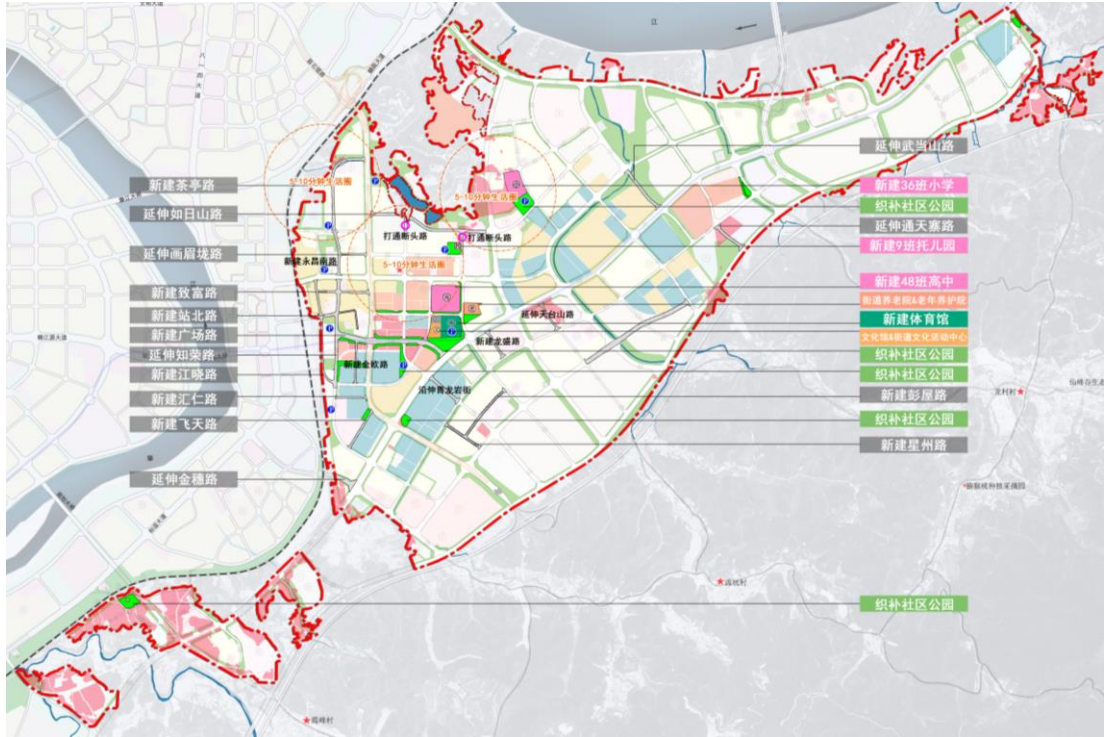 江
新建茶亭路
延伸如日山路
延伸画眉垅路
新建致富路
新建站北路
新建广场路
延伸知荣路
新建江晓路
新建汇仁路
新建飞天路
延伸金穗路
5-10分钟生活圈
5-10分钟生活圈
5-10分钟生活圈
打通断头路
打通断头路
新建永昌南路
延伸天台山路
新建龙盛路
新建金欧路
沿伸青龙岩街
延伸武当山路
新建36班小学
织补社区公园
延伸通天寨路
新建9班托儿园
新建48班高中
街道养老院&老年养护院
新建体育馆
文化馆&街道文化活动中心
织补社区公园
织补社区公园
新建彭屋路
织补社区公园
新建星州路
织补社区公园